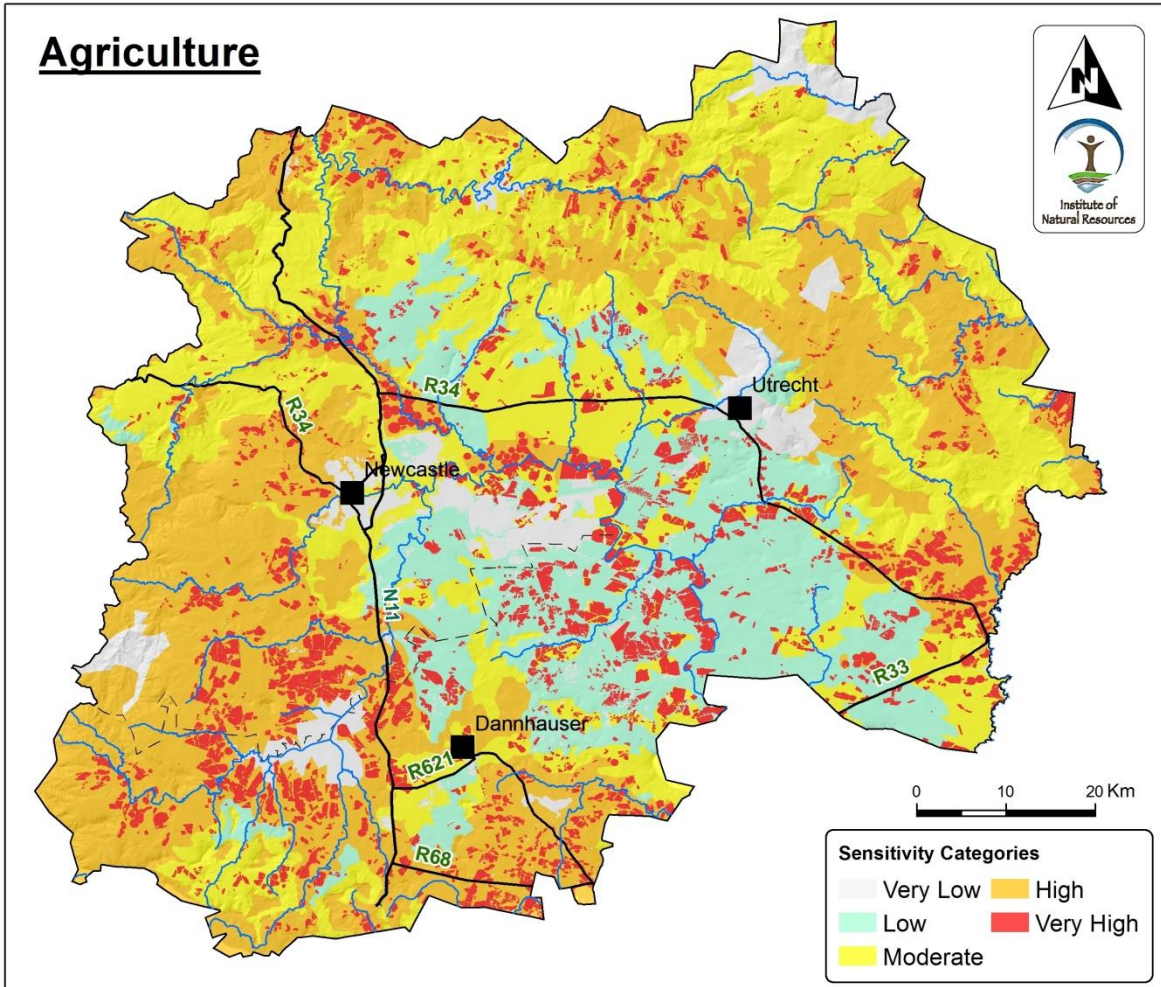 Agriculture
N
Institute of
Natural Resources
R34
Utrecht
R34
Newcastle
N11
R33
Dannhauser
R621
R68
0 10 20 Km
Sensitivity Categories
Very Low High
Low Very High
Moderate